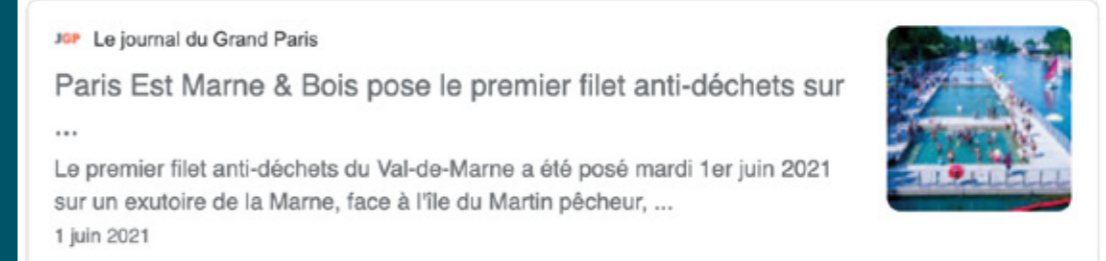 JGP Le journal du Grand Paris
Paris Est Marne & Bois pose le premier filet anti-déchets sur
...
Le premier filet anti-déchets du Val-de-Marne a été posé mardi 1er juin 2021
sur un exutoire de la Marne, face à l'île du Martin pêcheur, ...
1 juin 2021